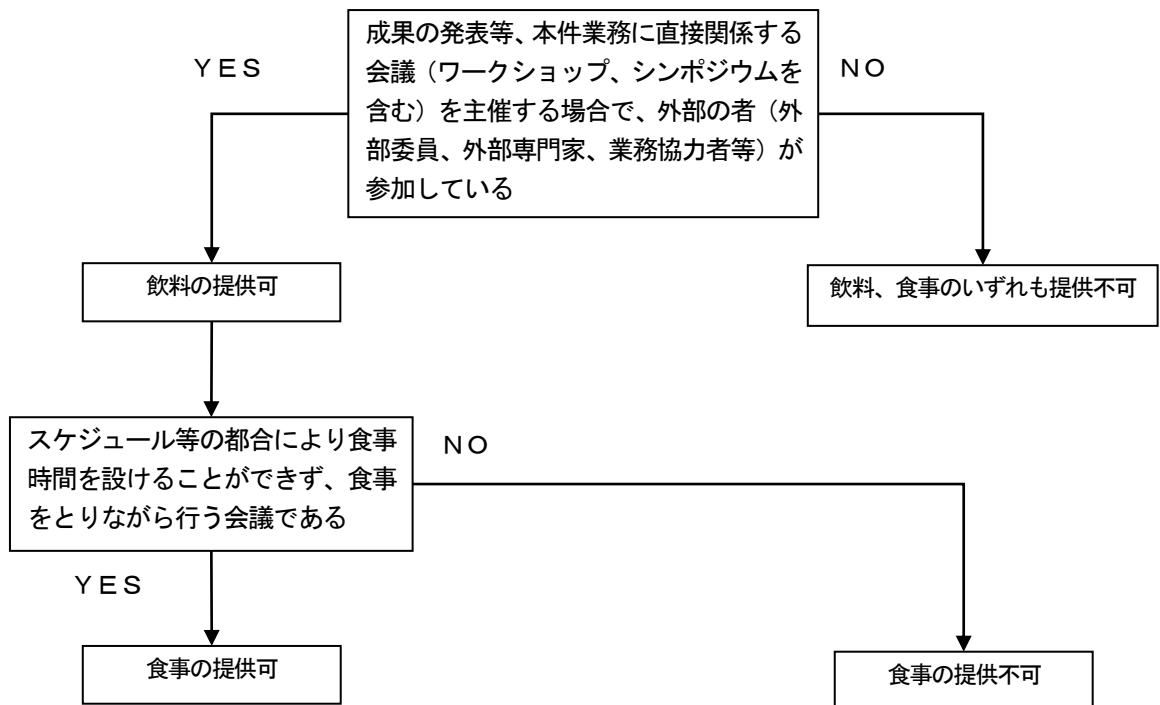 成果の発表等、本件業務に直接関係する
会議（ワークショップ、シンポジウムを
含む）を主催する場合で、外部の者（外
部委員、外部専門家、業務協力者等）が
参加している
ＹＥＳ
ＮＯ
飲料の提供可
飲料、食事のいずれも提供不可
スケジュール等の都合により食事
時間を設けることができず、食事
をとりながら行う会議である
ＮＯ
ＹＥＳ
食事の提供可
食事の提供不可